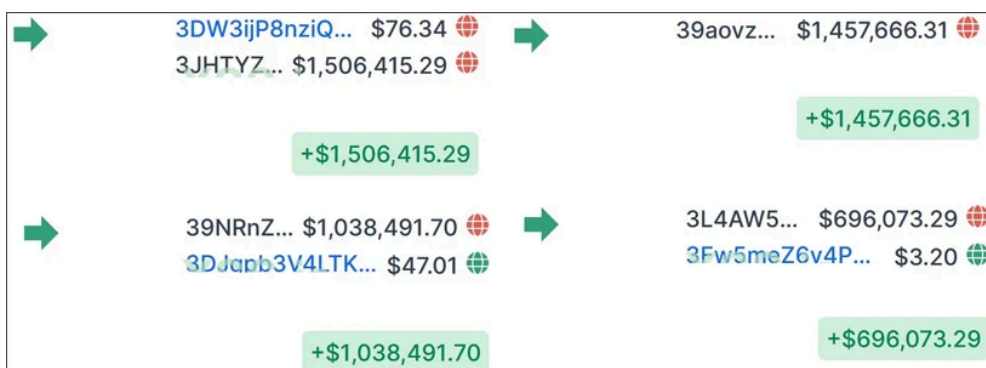 3DW3ijP8nziQ... $76.34
3JHTYZ... $1,506,415.29
+$1,506,415.29
39aovz... $1,457,666.31
+$1,457,666.31
39NRnZ... $1,038,491.70
3DJqpb3V4LTK... $47.01
+$1,038,491.70
3L4AW5... $696,073.29
3Fw5meZ6v4P... $3.20
+$696,073.29